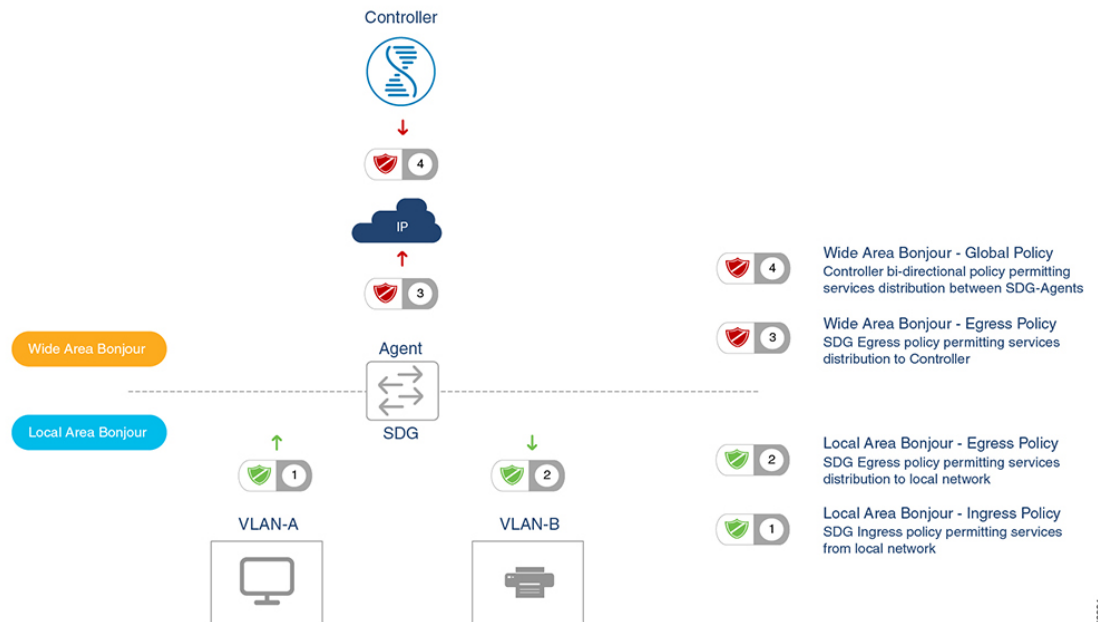 Controller
4
IP
3
Wide Area Bonjour
Agent
SDG
Local Area Bonjour
1
2
VLAN-A
VLAN-B
4
Wide Area Bonjour - Global Policy
Controller bi-directional policy permitting
services distribution between SDG-Agents
3
Wide Area Bonjour - Egress Policy
SDG Egress policy permitting services
distribution to Controller
2
Local Area Bonjour - Egress Policy
SDG Egress policy permitting services
distribution to local network
1
Local Area Bonjour - Ingress Policy
SDG Ingress policy permitting services
from local network